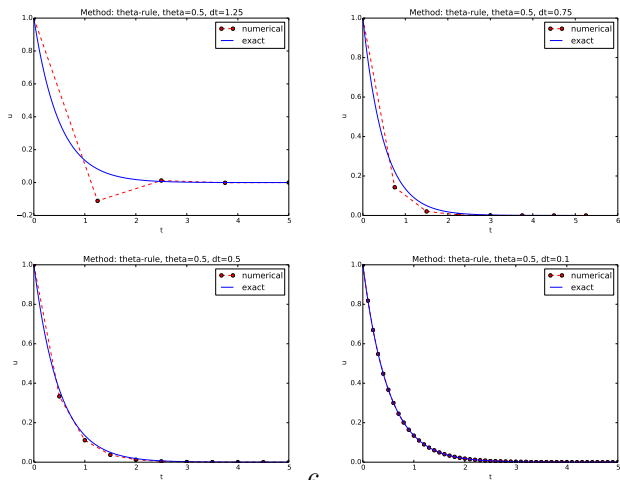 Method: theta-rule, theta=0.5, dt=1.25
1.0
0.8
0.6
0.4
0.2
0.0
−0.2
u
numerical
exact
0 1 2 3 4 5
t
Method: theta-rule, theta=0.5, dt=0.75
1.0
0.8
0.6
0.4
0.2
0.0
u
numerical
exact
0 1 2 3 4 5 6
t
Method: theta-rule, theta=0.5, dt=0.5
1.0
0.8
0.6
0.4
0.2
0.0
u
numerical
exact
0 1 2 3 4 5
t
Method: theta-rule, theta=0.5, dt=0.1
1.0
0.8
0.6
0.4
0.2
0.0
u
numerical
exact
0 1 2 3 4 5 6
t